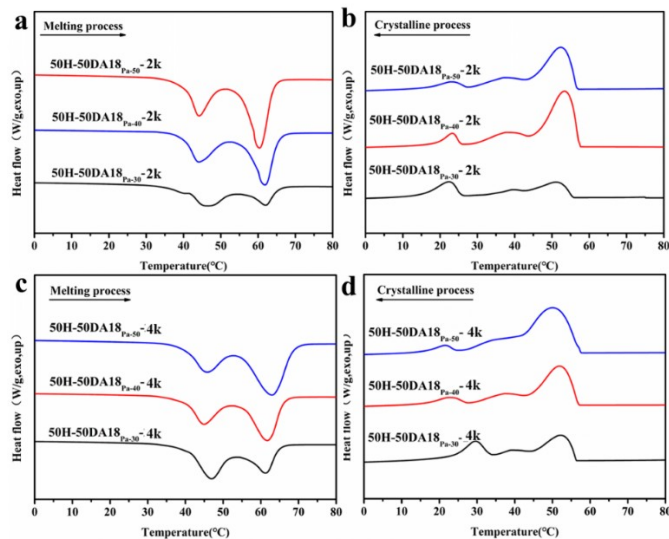 a
Melting process
50H-50DA18Pa-50-2k
50H-50DA18Pa-40-2k
50H-50DA18Pa-30-2k
Heat flow (W/g,exo,up)
0 10 20 30 40 50 60 70 80
Temperature(℃)
b
Crystalline process
50H-50DA18Pa-50-2k
50H-50DA18Pa-40-2k
50H-50DA18Pa-30-2k
Heat flow (W/g,exo,up)
0 10 20 30 40 50 60 70 80
Temperature(℃)
c
Melting process
50H-50DA18Pa-50-4k
50H-50DA18Pa-40-4k
50H-50DA18Pa-30-4k
Heat flow (W/g,exo,up)
0 10 20 30 40 50 60 70 80
Temperature(℃)
d
Crystalline process
50H-50DA18Pa-50-4k
50H-50DA18Pa-40-4k
50H-50DA18Pa-30-4k
Heat flow (W/g,exo,up)
0 10 20 30 40 50 60 70 80
Temperature(℃)